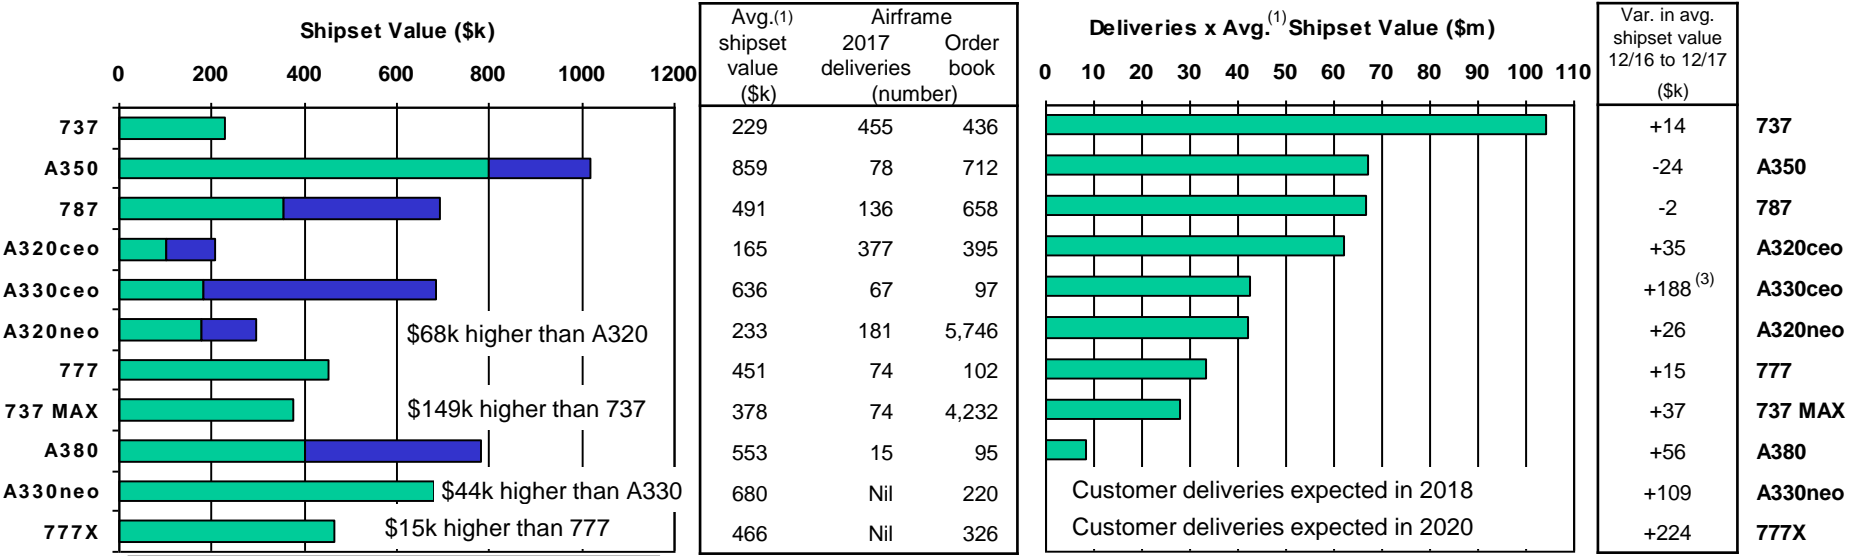 Shipset Value ($k)
0 200 400 600 800 1000 1200
737
A350
787
A320ceo
A330ceo
A320neo
$68k higher than A320
777
737 MAX
$149k higher than 737
A380
A330neo
$44k higher than A330
777X
$15k higher than 777
Avg.(1) Airframe
shipset 2017 Order
value deliveries book
($k) (number)
229 455 436
859 78 712
491 136 658
165 377 395
636 67 97
233 181 5,746
451 74 102
378 74 4,232
553 15 95
680 Nil 220
466 Nil 326
Deliveries x Avg.(1) Shipset Value ($m)
0 10 20 30 40 50 60 70 80 90 100 110
Customer deliveries expected in 2018
Customer deliveries expected in 2020
Var. in avg.
shipset value
12/16 to 12/17
($k)
+14 737
-24 A350
-2 787
+35 A320ceo
+188 (3) A330ceo
+26 A320neo
+15 777
+37 737 MAX
+56 A380
+109 A330neo
+224 777X